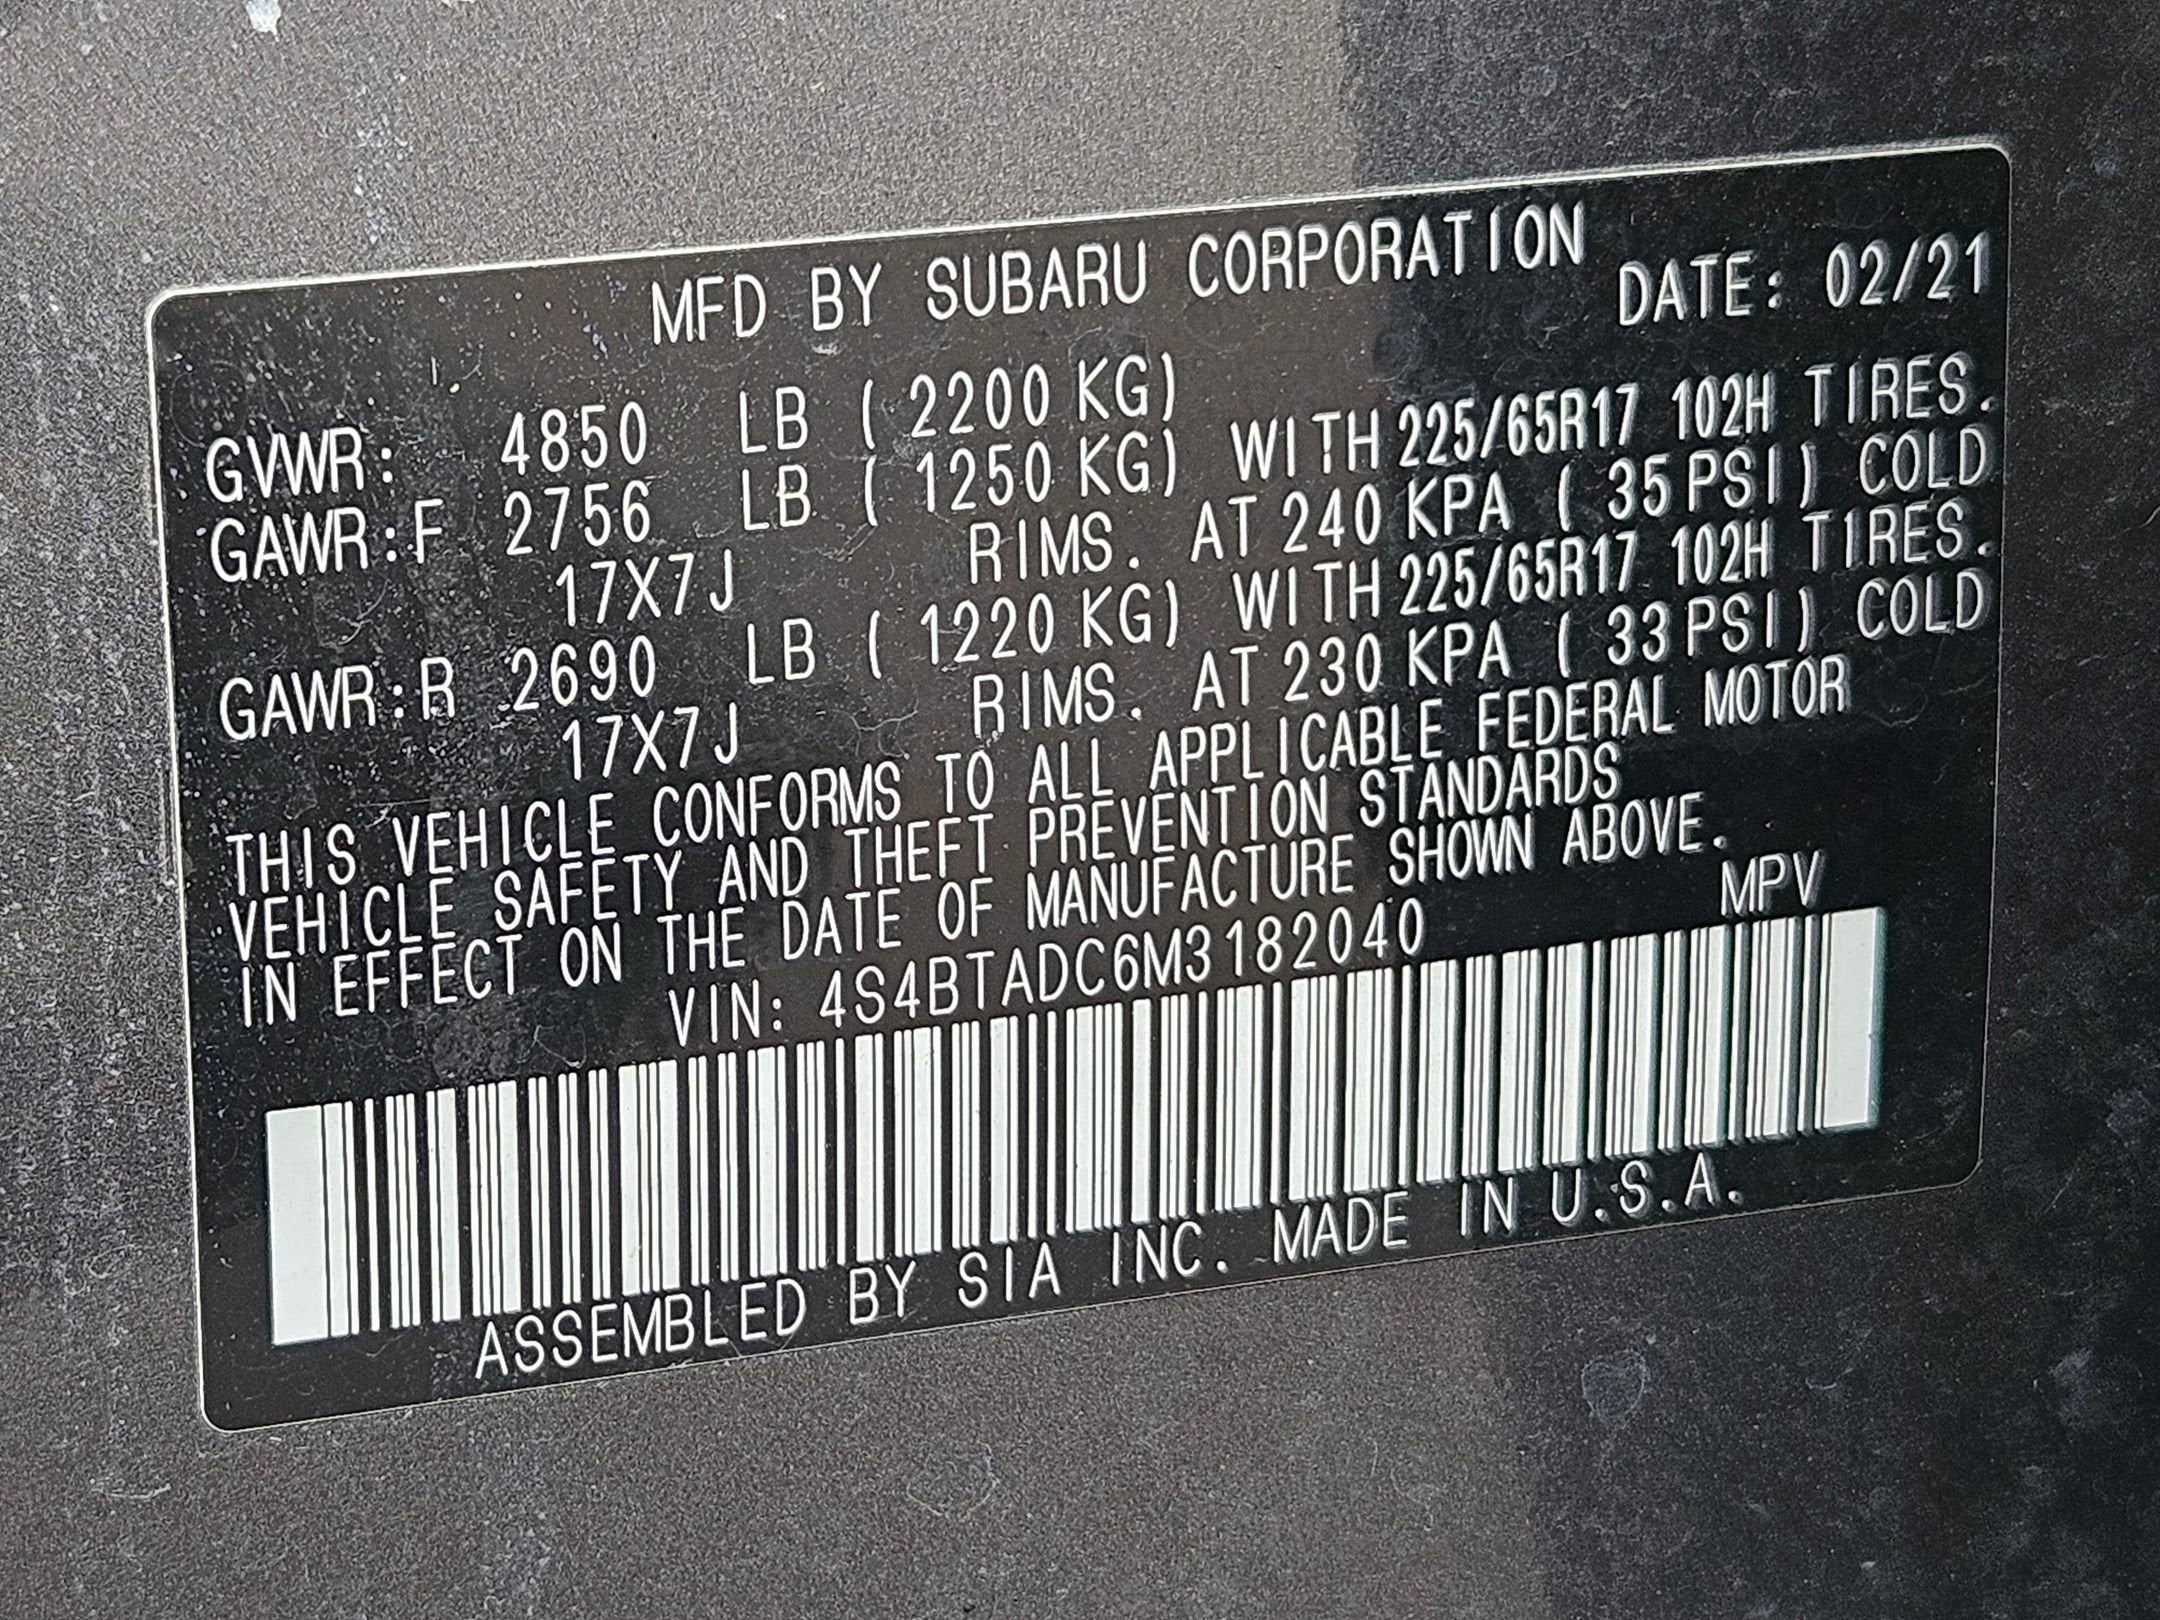 MFD BY SUBARU CORPORATION DATE: 02/21
GVWR: 4850 LB ( 2200 KG)
GAWR:F 2756 LB ( 1250 KG) WITH 225/65R17 102H TIRES.
17X7J RIMS. AT 240 KPA ( 35 PSI) COLD
GAWR:R 2690 LB ( 1220 KG) WITH 225/65R17 102H TIRES.
17X7J RIMS. AT 230 KPA ( 33 PSI) COLD
THIS VEHICLE CONFORMS TO ALL APPLICABLE FEDERAL MOTOR
VEHICLE SAFETY AND THEFT PREVENTION STANDARDS
IN EFFECT ON THE DATE OF MANUFACTURE SHOWN ABOVE.
VIN: 4S4BTADC6M3182040 MPV
ASSEMBLED BY SIA INC. MADE IN U.S.A.